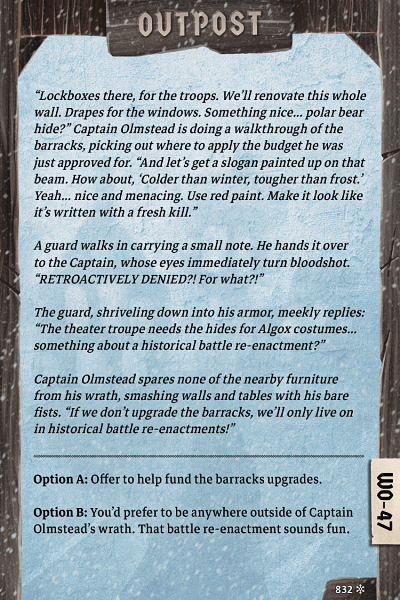 OUTPOST
“Lockboxes there, for the troops. We’ll renovate this whole
wall. Drapes for the windows. Something nice... polar bear
hide?” Captain Olmstead is doing a walkthrough of the
barracks, picking out where to apply the budget he was
just approved for. “And let’s get a slogan painted up on that
beam. How about, ‘Colder than winter, tougher than frost.’
Yeah... nice and menacing. Use red paint. Make it look like
it’s written with a fresh kill.”
A guard walks in carrying a small note. He hands it over
to the Captain, whose eyes immediately turn bloodshot.
“RETROACTIVELY DENIED?! For what?!”
The guard, shriveling down into his armor, meekly replies:
“The theater troupe needs the hides for Algox costumes...
something about a historical battle re-enactment?”
Captain Olmstead spares none of the nearby furniture
from his wrath, smashing walls and tables with his bare
fists. “If we don’t upgrade the barracks, we’ll only live on
in historical battle re-enactments!”
Option A: Offer to help fund the barracks upgrades.
Option B: You’d prefer to be anywhere outside of Captain
Olmstead’s wrath. That battle re-enactment sounds fun.
WO-47
832